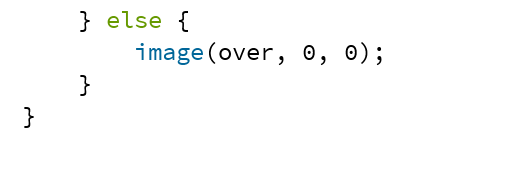 } else {
        image(over, 0, 0);
    }
}